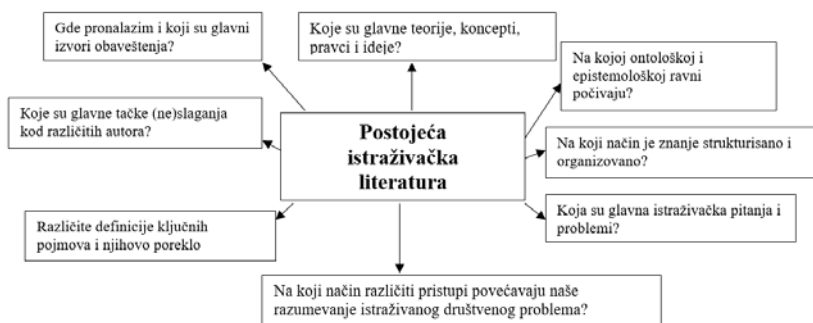 Gde pronalazim i koji su glavni
izvori obaveštenja?
Koje su glavne teorije, koncepti,
pravci i ideje?
Na kojoj ontološkoj i
epistemološkoj ravni
počivaju?
Koje su glavne tačke (ne)slaganja
kod različitih autora?
Postojeća
istraživačka
literatura
Na koji način je znanje strukturisano i
organizovano?
Različite definicije ključnih
pojmova i njihovo poreklo
Koja su glavna istraživačka pitanja i
problemi?
Na koji način različiti pristupi povećavaju naše
razumevanje istraživanog društvenog problema?